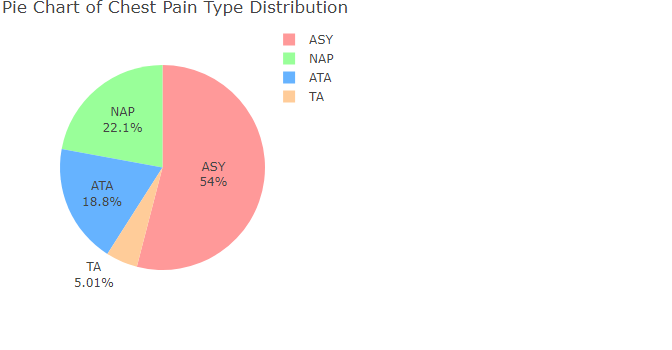 Pie Chart of Chest Pain Type Distribution
ASY
NAP
ATA
TA
NAP
22.1%
ASY
54%
ATA
18.8%
TA
5.01%